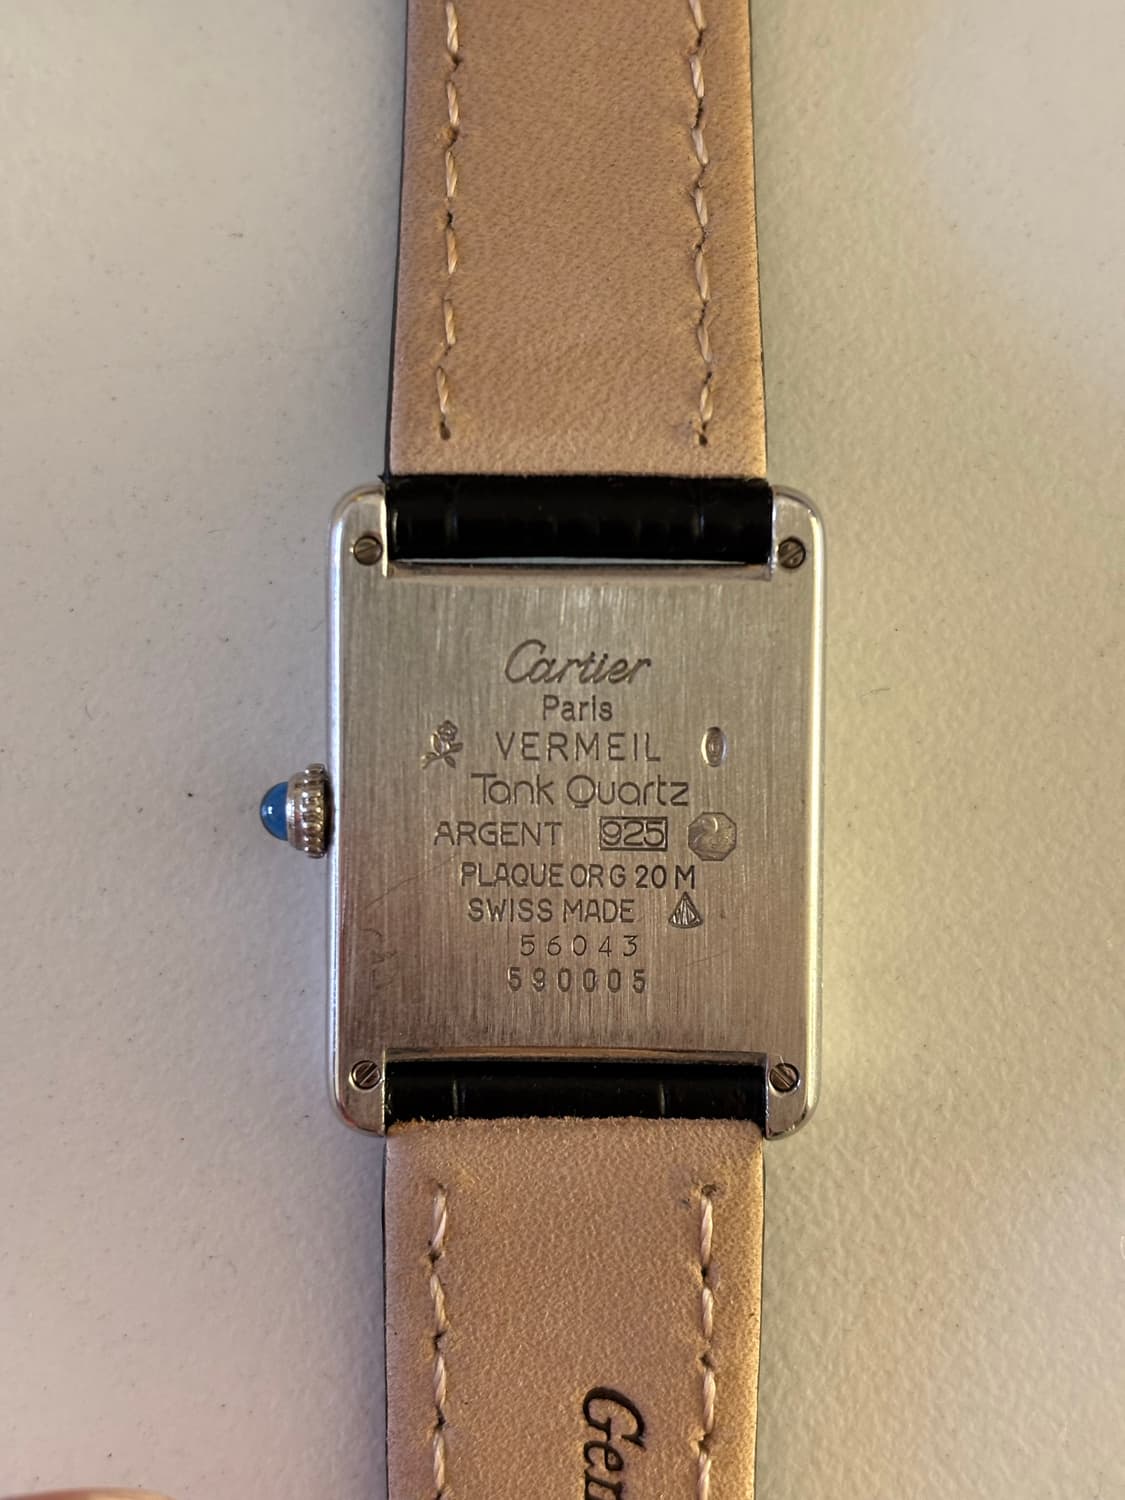 Cartier
Paris
VERMEIL
Tank Quartz
ARGENT 925
PLAQUE OR G 20 M
SWISS MADE
56043
590005